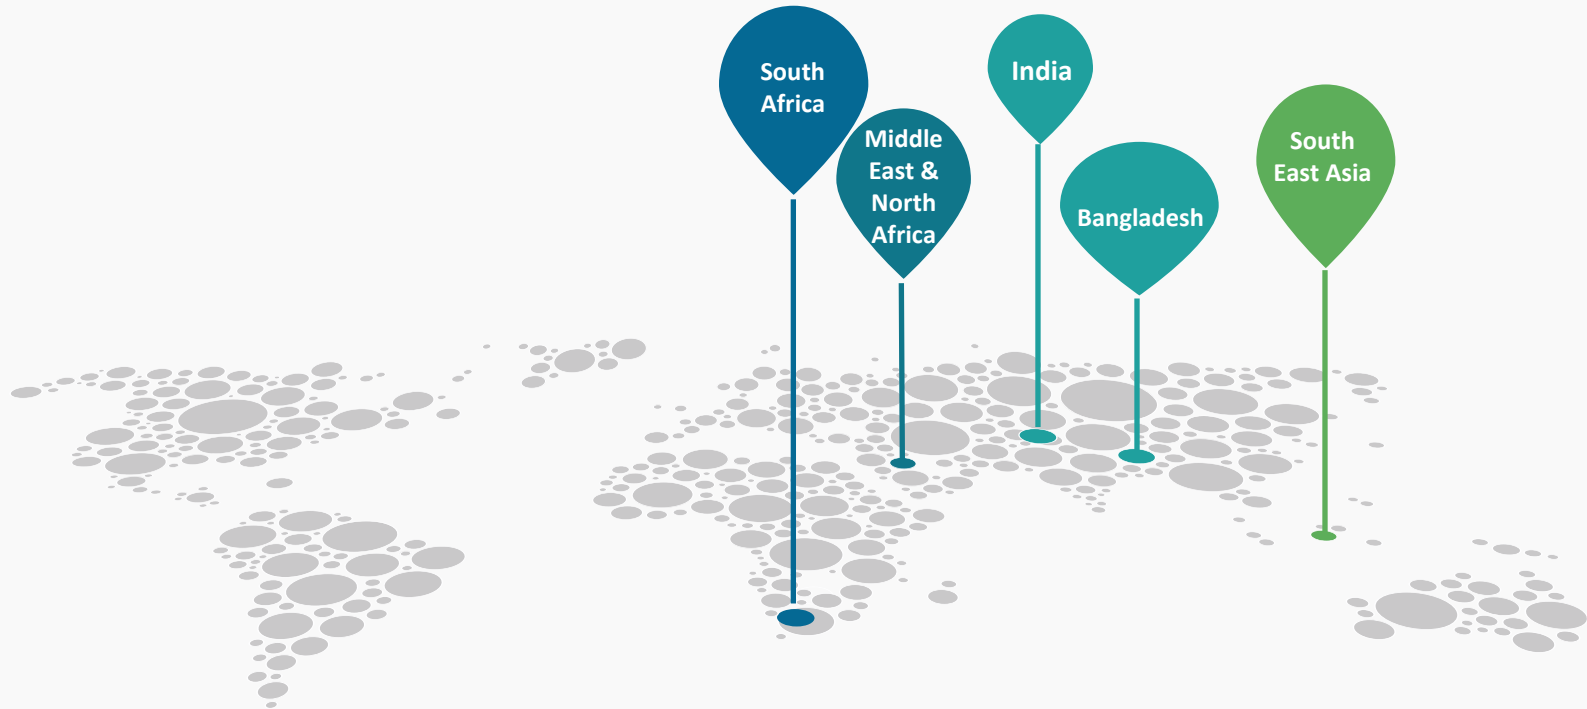 South
Africa
Middle
East &
North
Africa
India
Bangladesh
South
East Asia